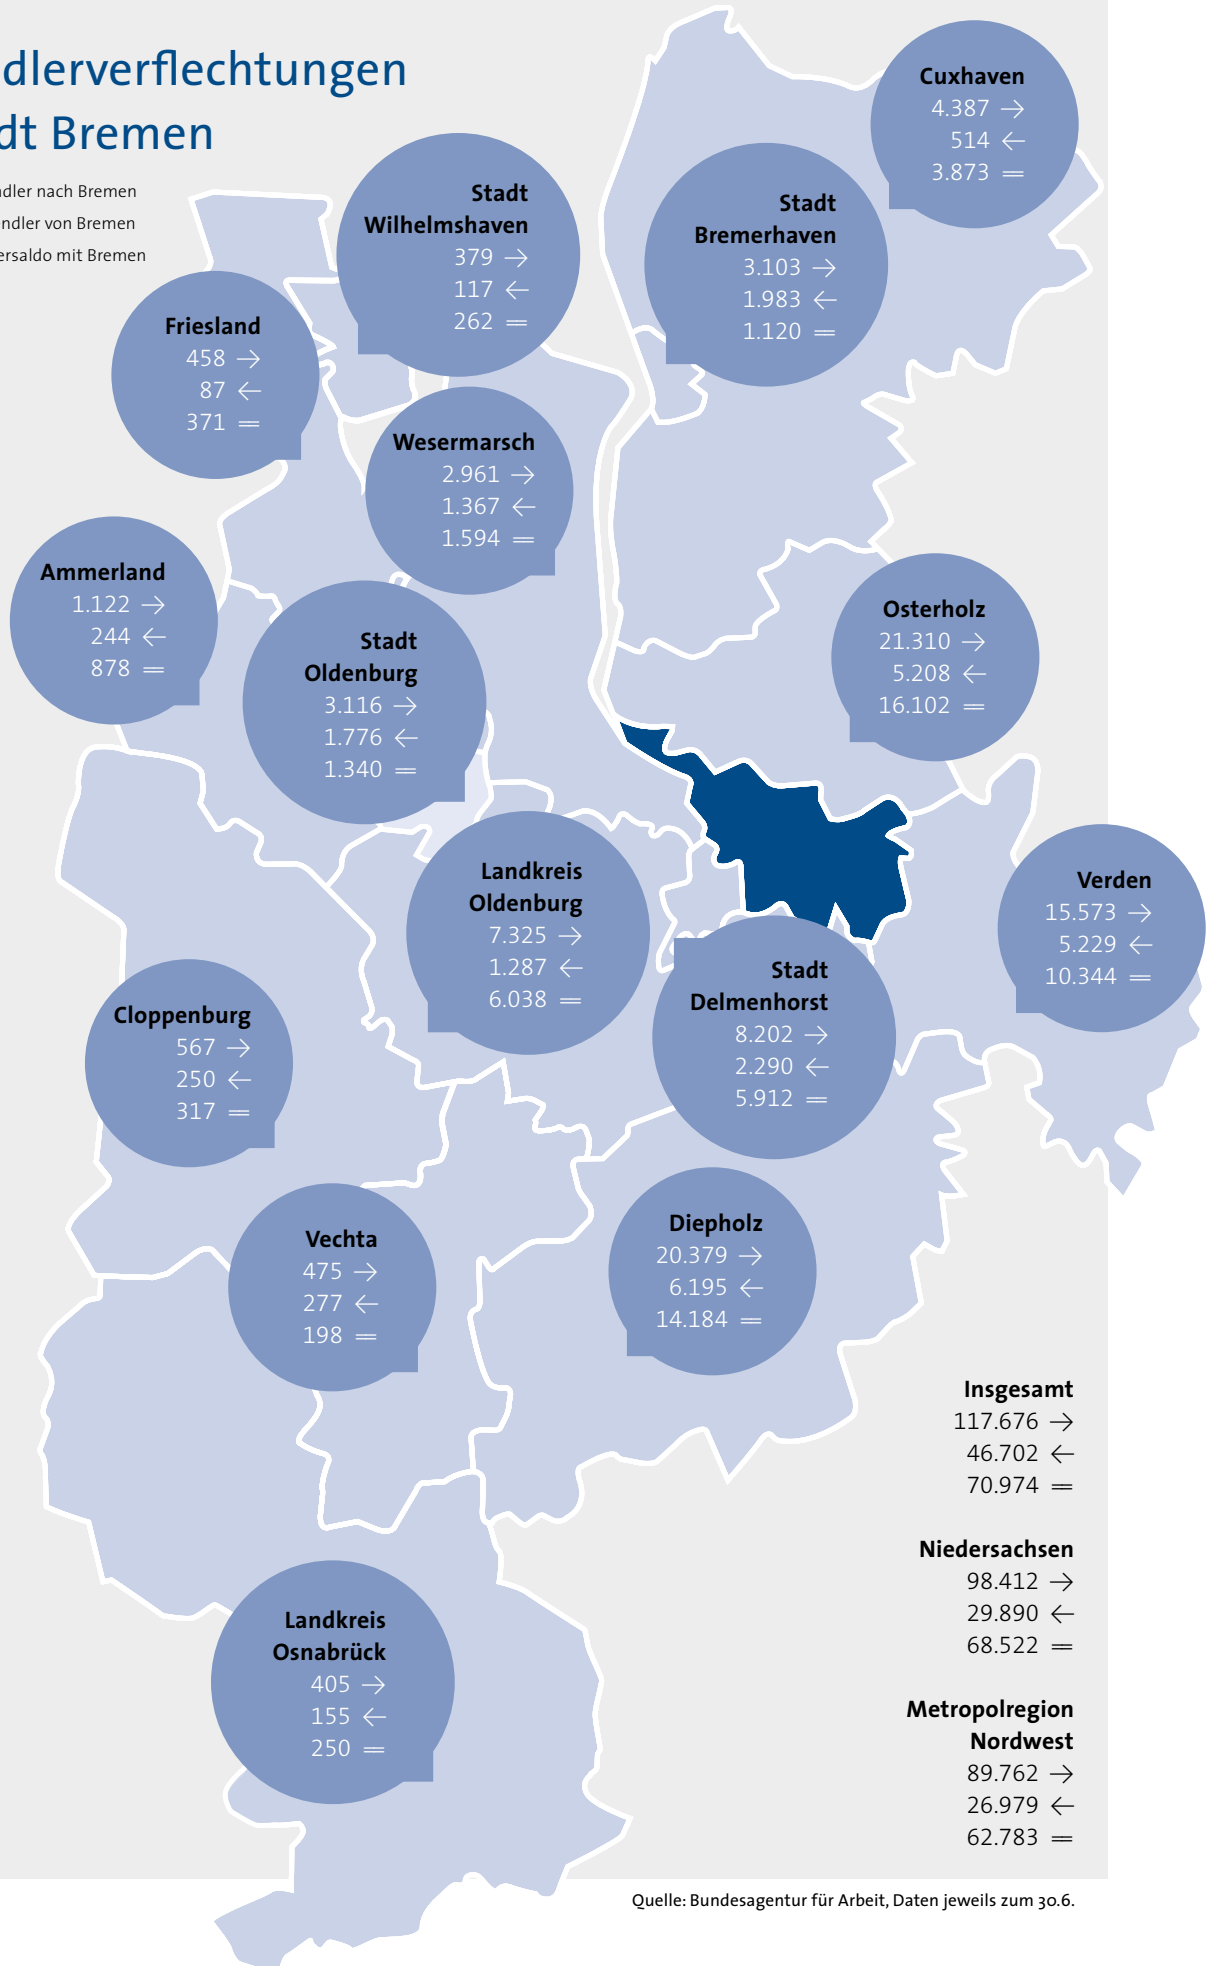 dlerverflechtungen
dt Bremen
dler nach Bremen
ndler von Bremen
ersaldo mit Bremen
Cuxhaven
4.387 →
514 ←
3.873 =
Stadt
Wilhelmshaven
379 →
117 ←
262 =
Stadt
Bremerhaven
3.103 →
1.983 ←
1.120 =
Friesland
458 →
87 ←
371 =
Wesermarsch
2.961 →
1.367 ←
1.594 =
Ammerland
1.122 →
244 ←
878 =
Stadt
Oldenburg
3.116 →
1.776 ←
1.340 =
Osterholz
21.310 →
5.208 ←
16.102 =
Landkreis
Oldenburg
7.325 →
1.287 ←
6.038 =
Verden
15.573 →
5.229 ←
10.344 =
Stadt
Delmenhorst
8.202 →
2.290 ←
5.912 =
Cloppenburg
567 →
250 ←
317 =
Vechta
475 →
277 ←
198 =
Diepholz
20.379 →
6.195 ←
14.184 =
Landkreis
Osnabrück
405 →
155 ←
250 =
Insgesamt
117.676 →
46.702 ←
70.974 =
Niedersachsen
98.412 →
29.890 ←
68.522 =
Metropolregion
Nordwest
89.762 →
26.979 ←
62.783 =
Quelle: Bundesagentur für Arbeit, Daten jeweils zum 30.6.